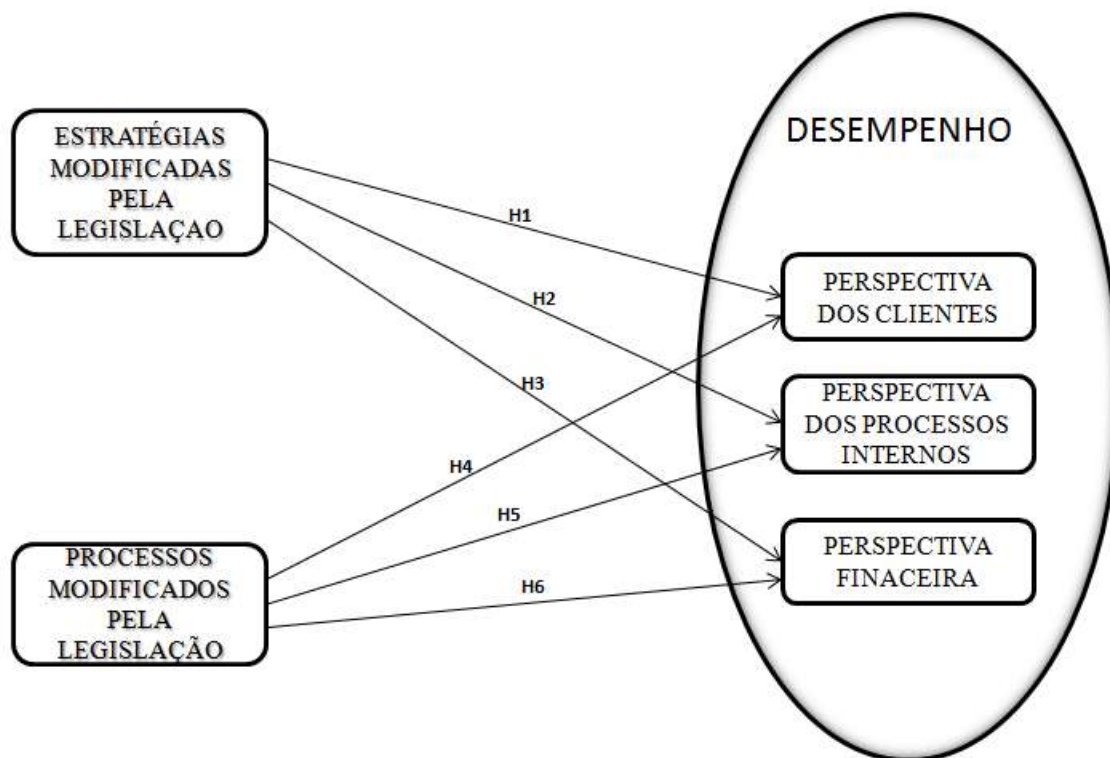 ESTRATÉGIAS
MODIFICADAS
PELA
LEGISLAÇAO
DESEMPENHO
H1
H2
H3
H4
H5
H6
PERSPECTIVA
DOS CLIENTES
PERSPECTIVA
DOS PROCESSOS
INTERNOS
PERSPECTIVA
FINACEIRA
PROCESSOS
MODIFICADOS
PELA
LEGISLAÇÃO